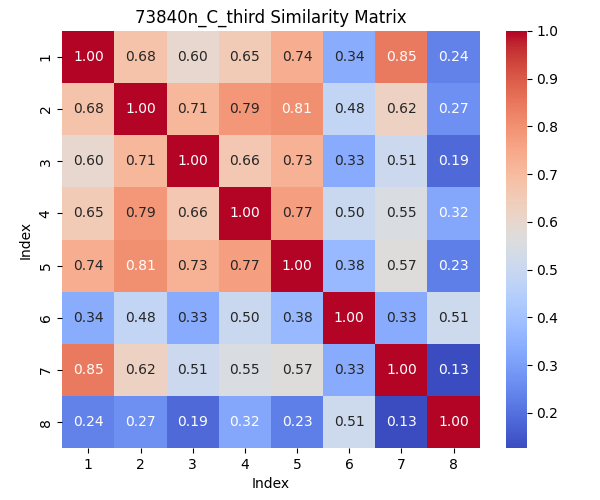 73840n_C_third Similarity Matrix
1 1.00 0.68 0.60 0.65 0.74 0.34 0.85 0.24
2 0.68 1.00 0.71 0.79 0.81 0.48 0.62 0.27
3 0.60 0.71 1.00 0.66 0.73 0.33 0.51 0.19
4 0.65 0.79 0.66 1.00 0.77 0.50 0.55 0.32
5 0.74 0.81 0.73 0.77 1.00 0.38 0.57 0.23
6 0.34 0.48 0.33 0.50 0.38 1.00 0.33 0.51
7 0.85 0.62 0.51 0.55 0.57 0.33 1.00 0.13
8 0.24 0.27 0.19 0.32 0.23 0.51 0.13 1.00
1 2 3 4 5 6 7 8
Index
Index
1.0
0.9
0.8
0.7
0.6
0.5
0.4
0.3
0.2